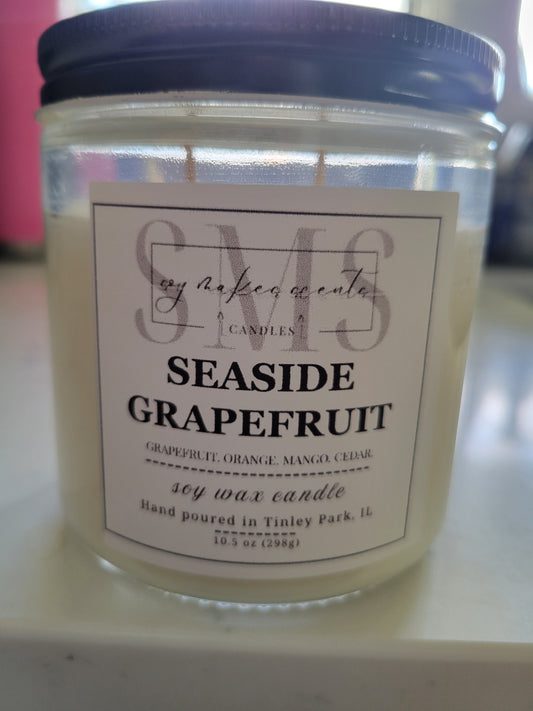 SMS
soy makes scents
CANDLES
SEASIDE
GRAPEFRUIT
GRAPEFRUIT. ORANGE. MANGO. CEDAR.
soy wax candle
Hand poured in Tinley Park, IL
10.5 oz (298g)